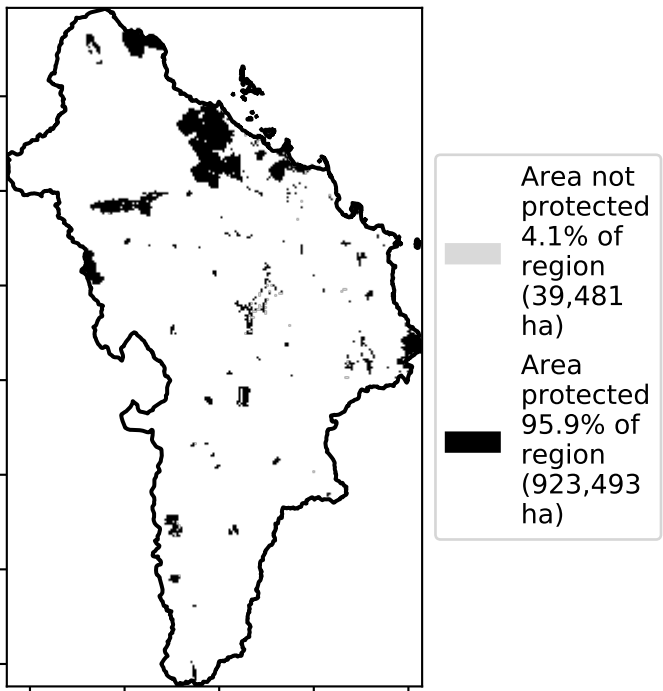 Area not
protected
4.1% of
region
(39,481
ha)
Area
protected
95.9% of
region
(923,493
ha)